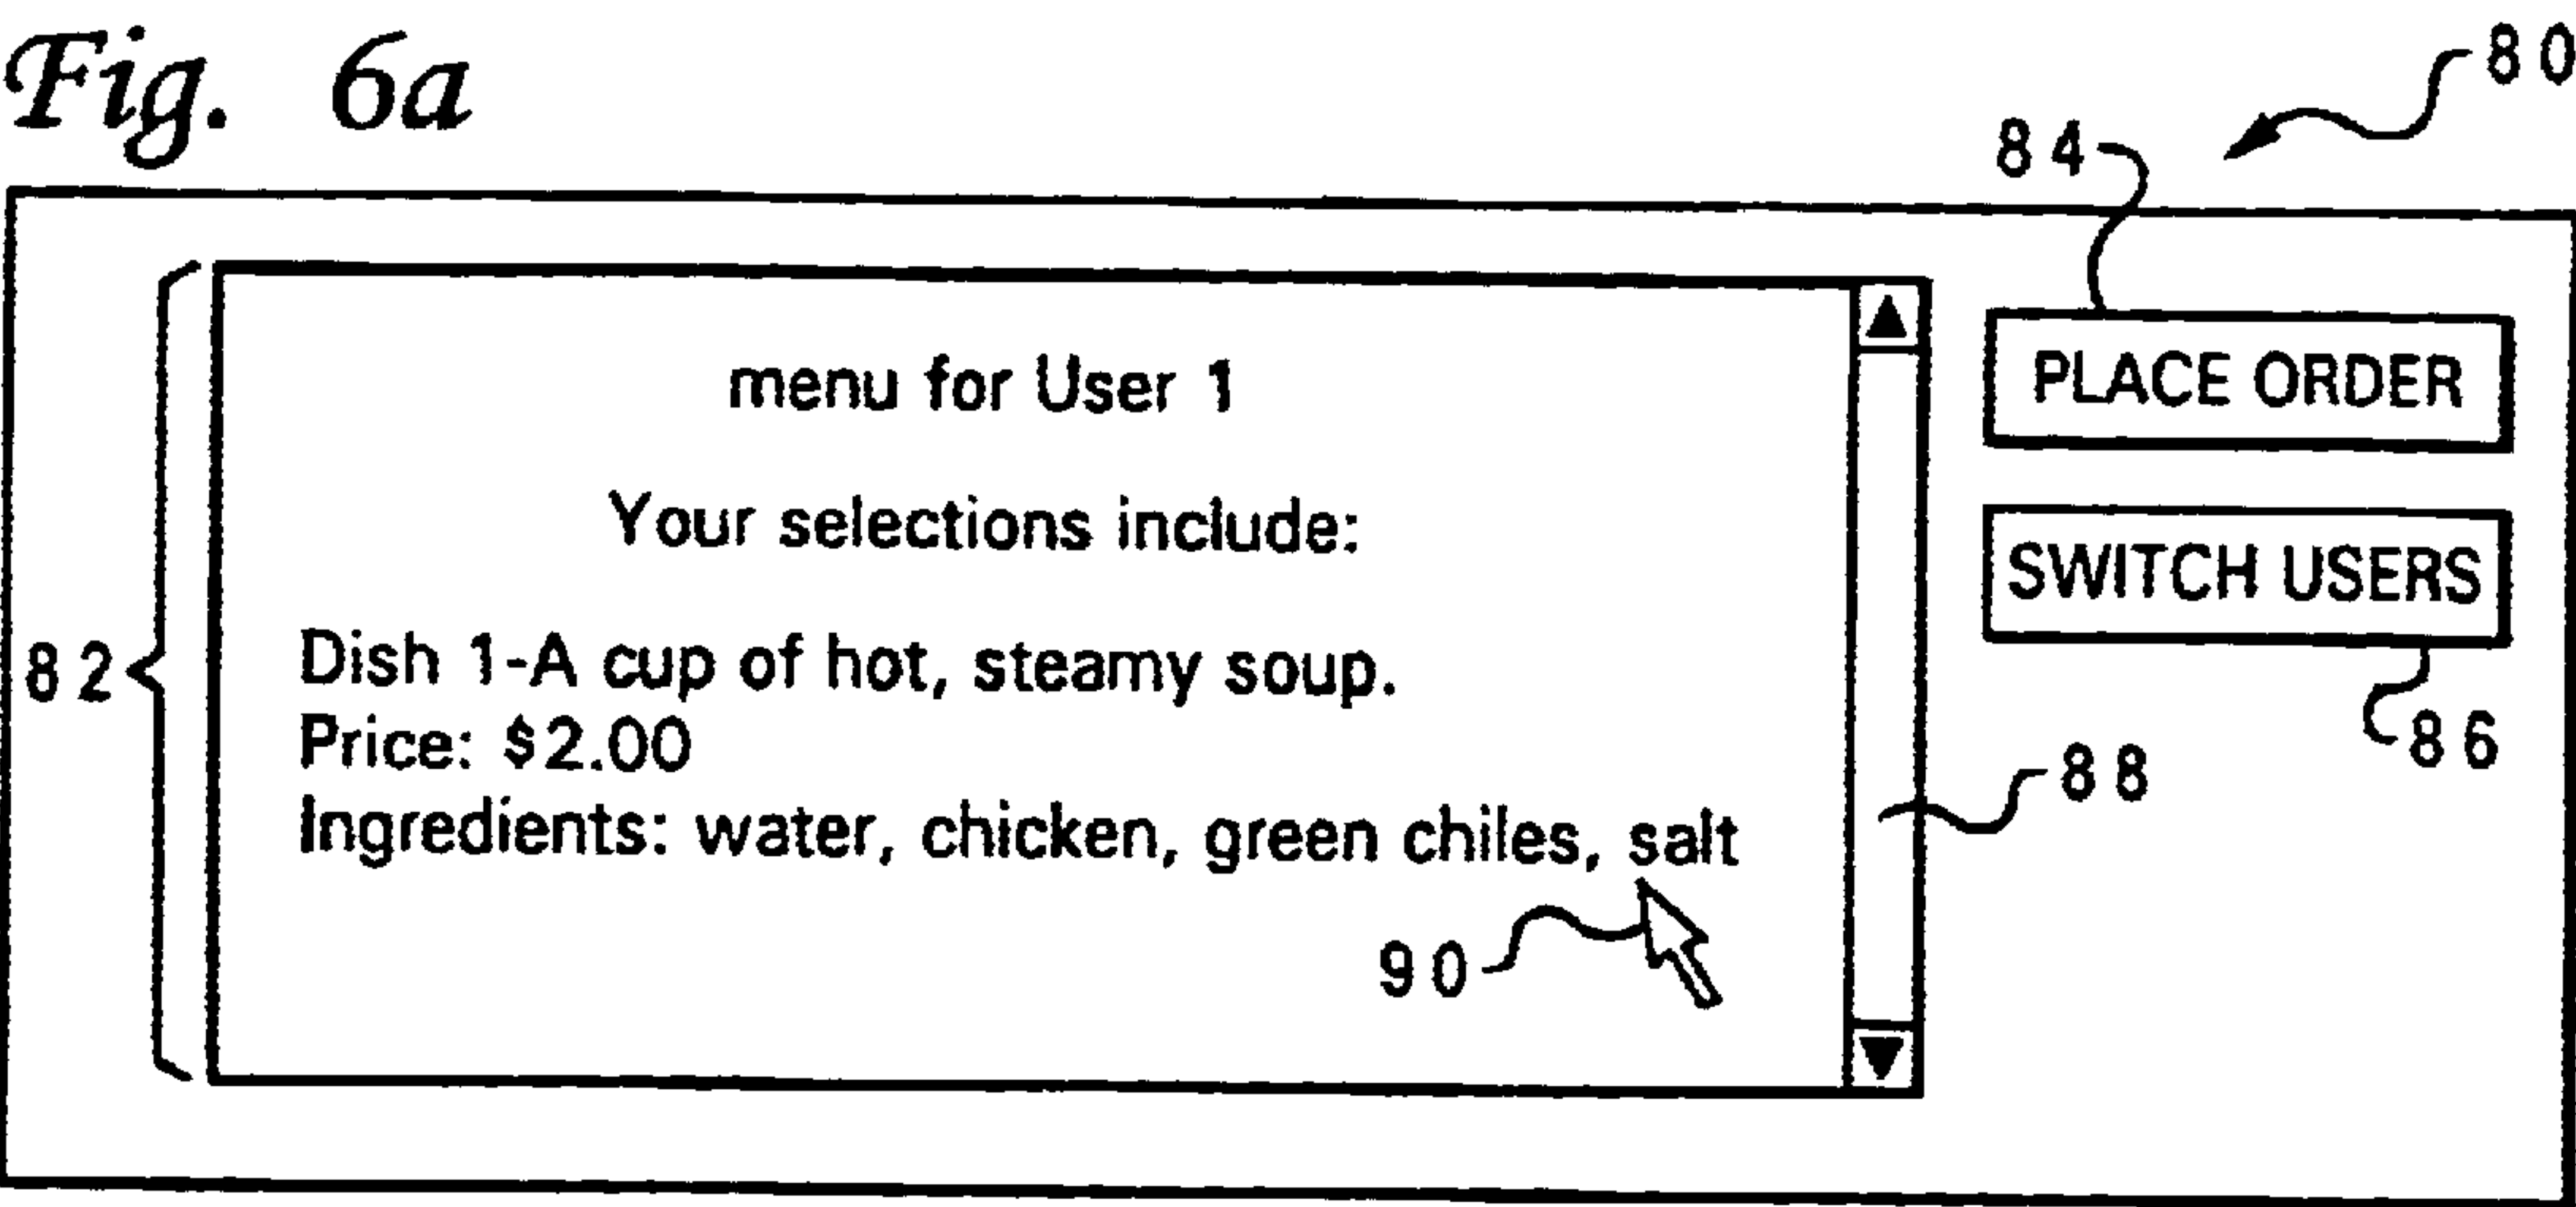 Fig. 6a
80
84
menu for User 1
PLACE ORDER
Your selections include:
SWITCH USERS
82
Dish 1-A cup of hot, steamy soup.
Price: $2.00
86
88
Ingredients: water, chicken, green chiles, salt
90